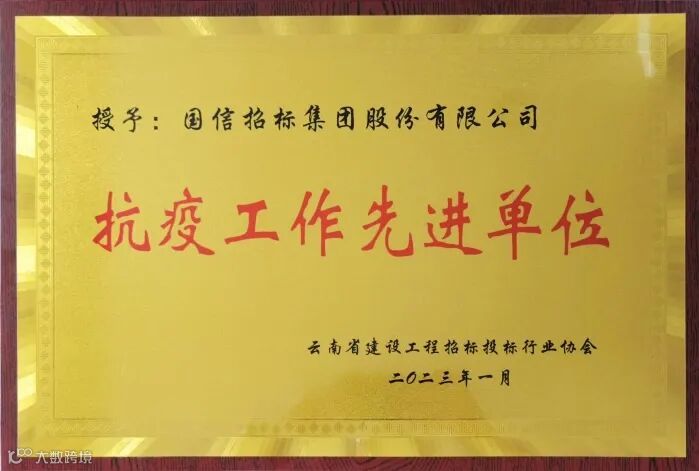 授予：国信招标集团股份有限公司
抗疫工作先进单位
云南省建设工程招标投标行业协会
二〇二三年一月
大数跨境